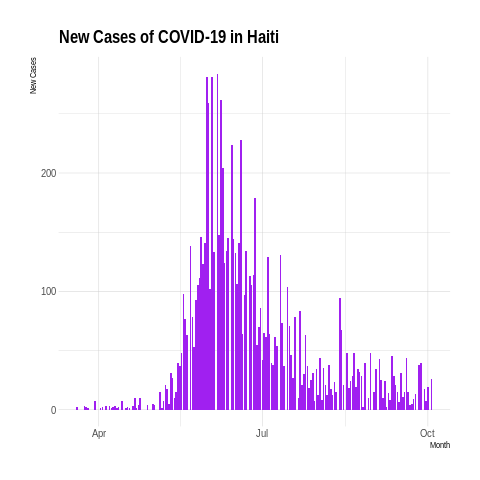 New Cases of COVID-19 in Haiti
New Cases
200
100
0
Apr Jul Oct
Month